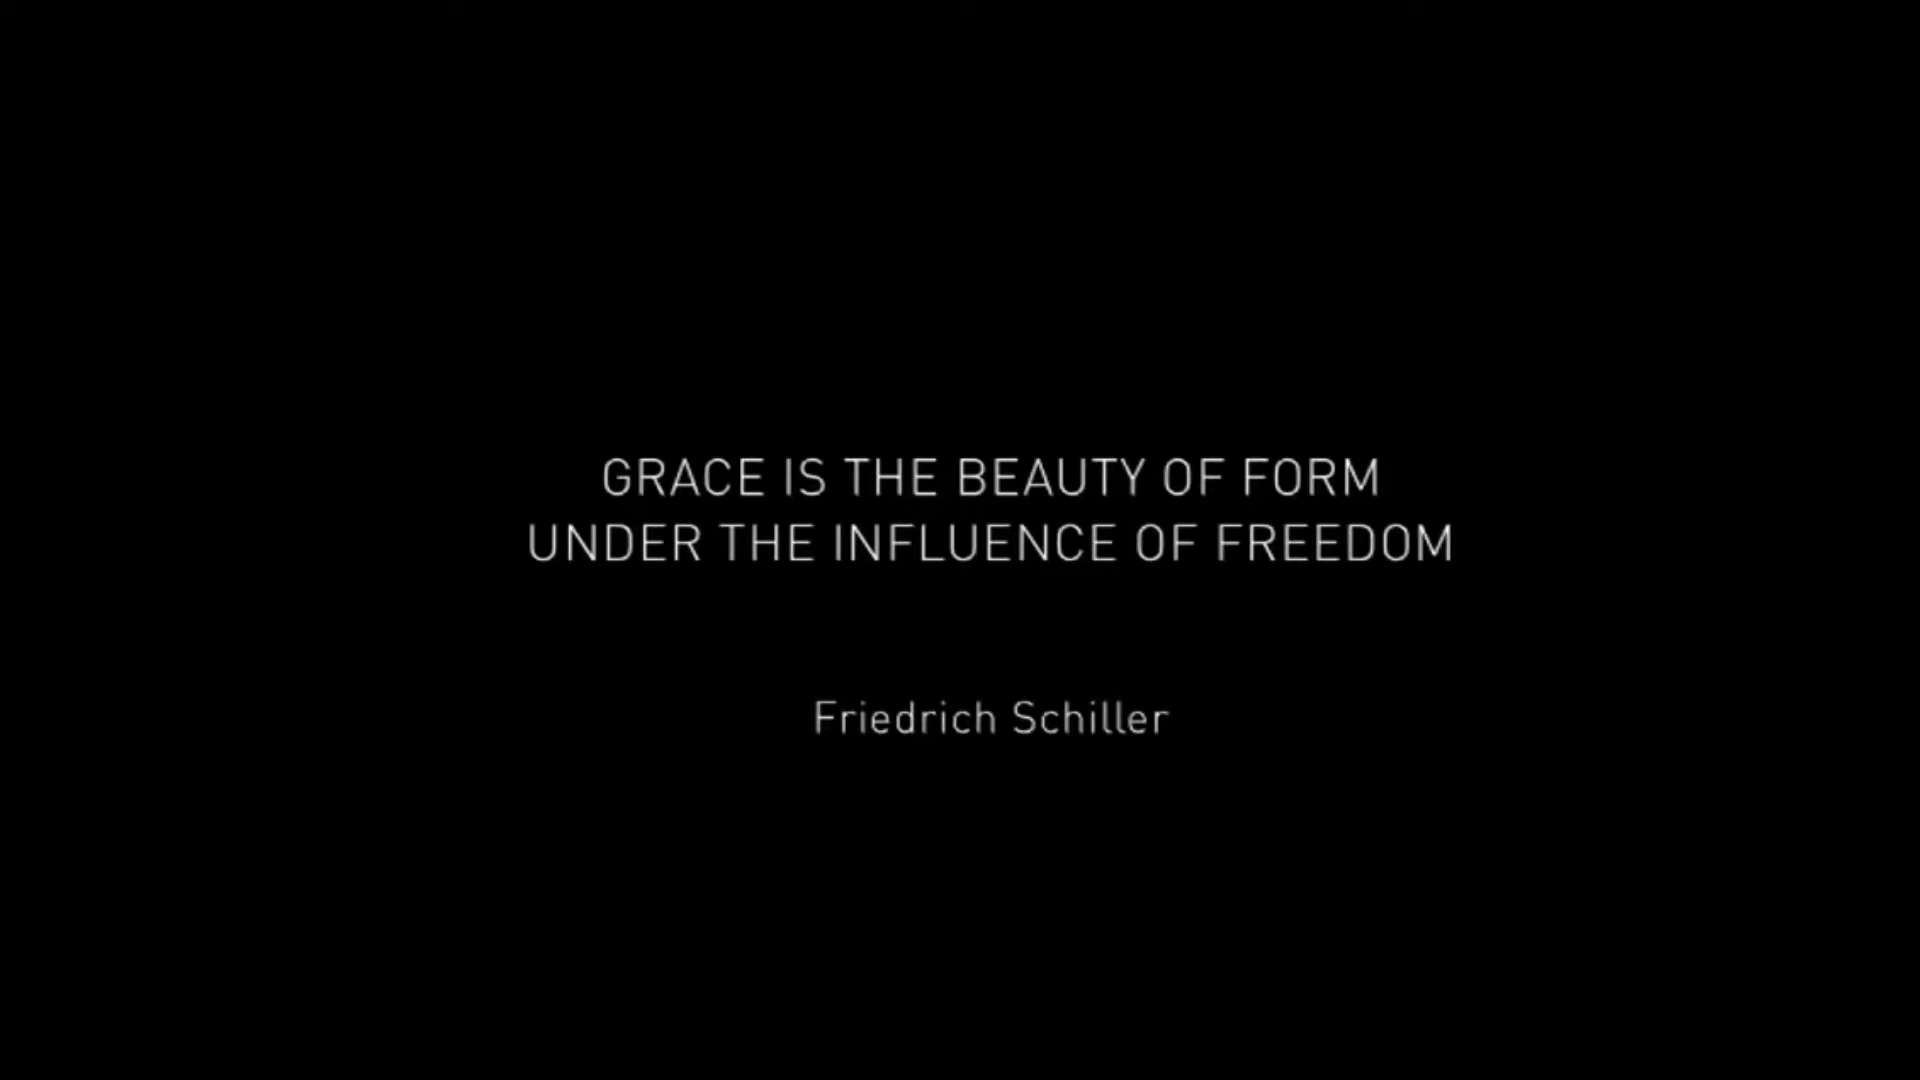 GRACE IS THE BEAUTY OF FORM
UNDER THE INFLUENCE OF FREEDOM
Friedrich Schiller